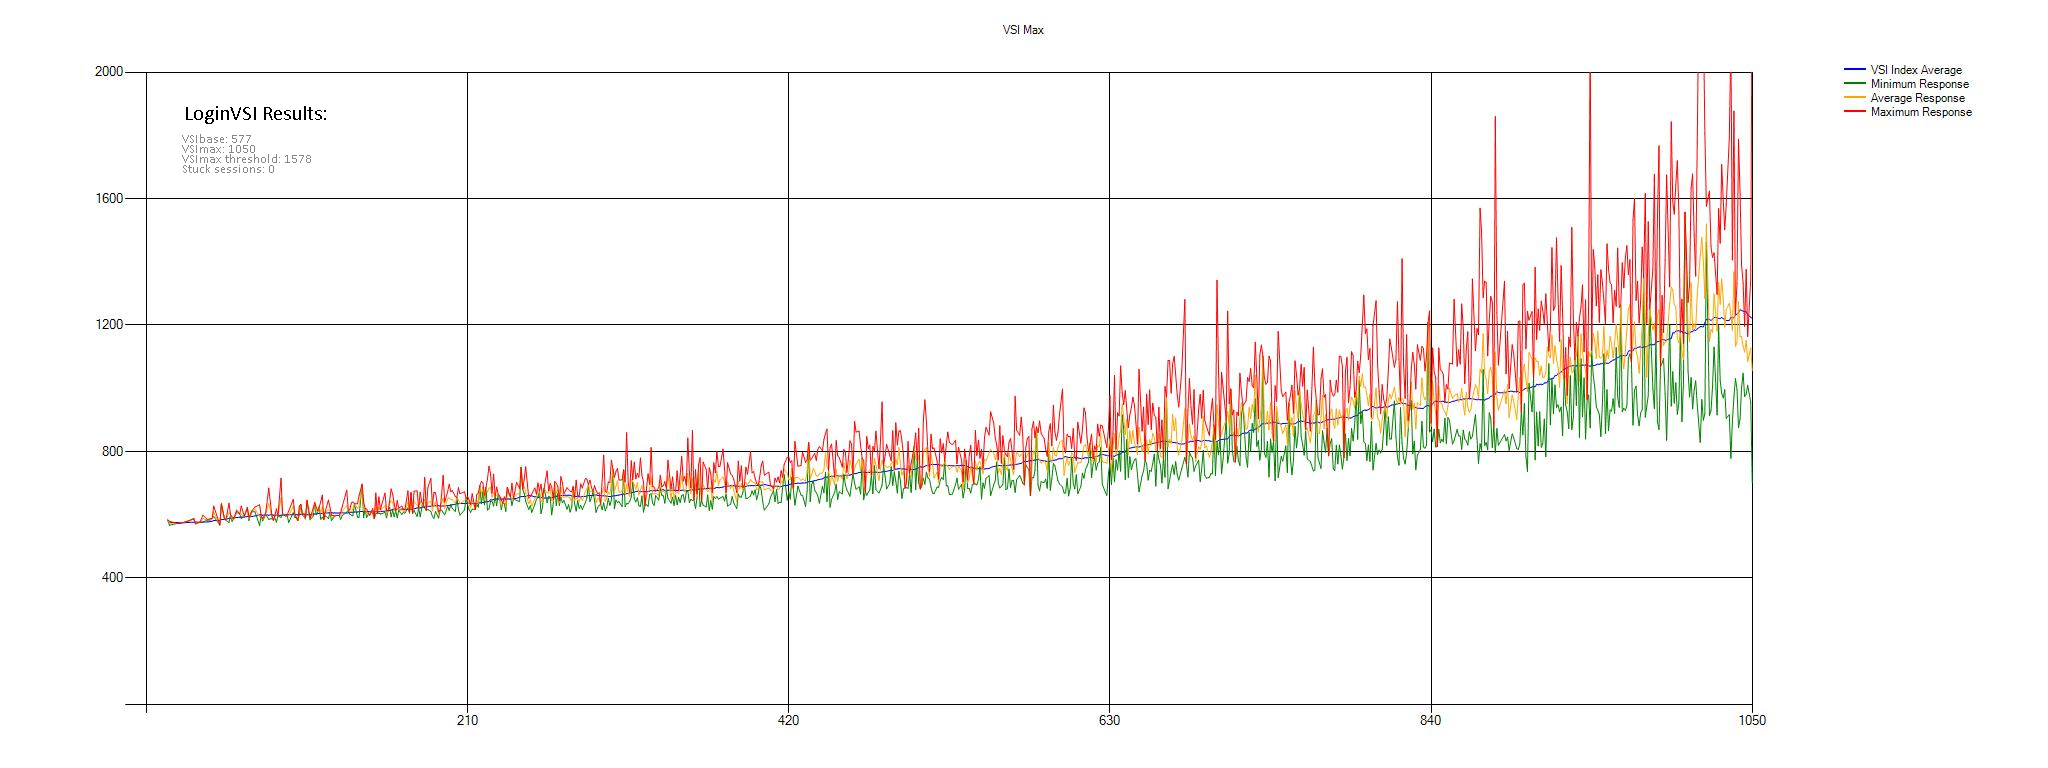 VSI Max
2000
1600
1200
800
400
LoginVSI Results:
VSIbase: 577
VSImax: 1050
VSImax threshold: 1578
Stuck sessions: 0
VSI Index Average
Minimum Response
Average Response
Maximum Response
210
420
630
840
1050